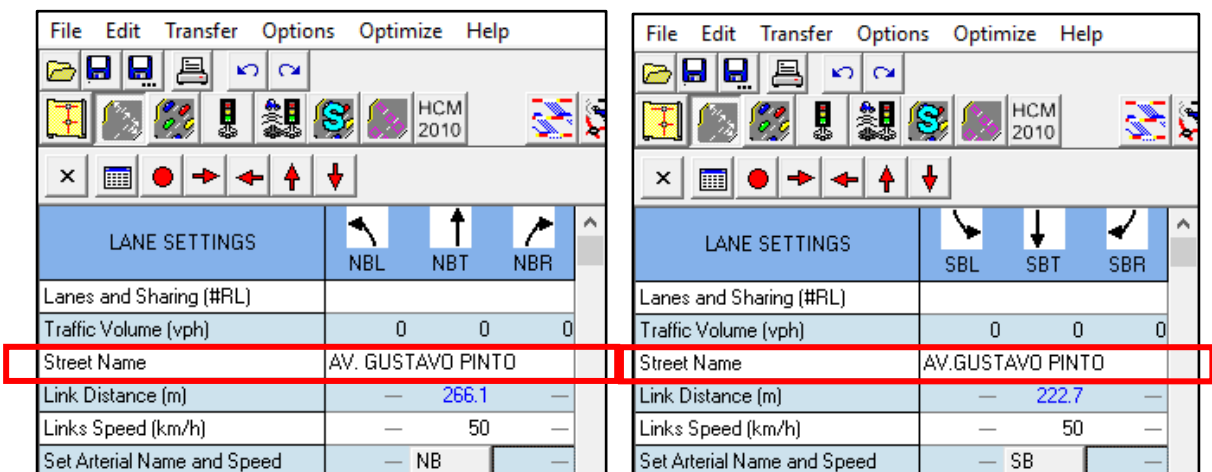 File Edit Transfer Options Optimize Help
HCM
2010
LANE SETTINGS
NBL NBT NBR
Lanes and Sharing (#RL)
Traffic Volume (vph) 0 0 0
Street Name AV. GUSTAVO PINTO
Link Distance (m) — 266.1 —
Links Speed (km/h) — 50 —
Set Arterial Name and Speed — NB —
File Edit Transfer Options Optimize Help
HCM
2010
LANE SETTINGS
SBL SBT SBR
Lanes and Sharing (#RL)
Traffic Volume (vph) 0 0 0
Street Name AV.GUSTAVO PINTO
Link Distance (m) — 222.7 —
Links Speed (km/h) — 50 —
Set Arterial Name and Speed — SB —